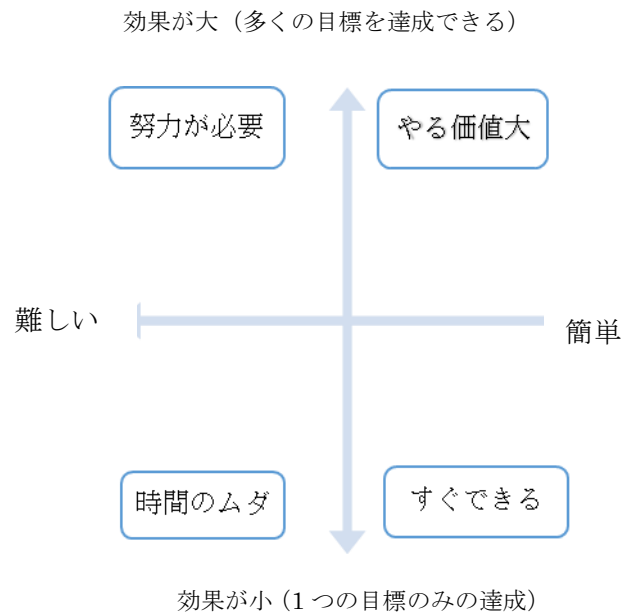 効果が大（多くの目標を達成できる）
努力が必要
やる価値大
難しい
簡単
時間のムダ
すぐできる
効果が小（1 つの目標のみの達成）